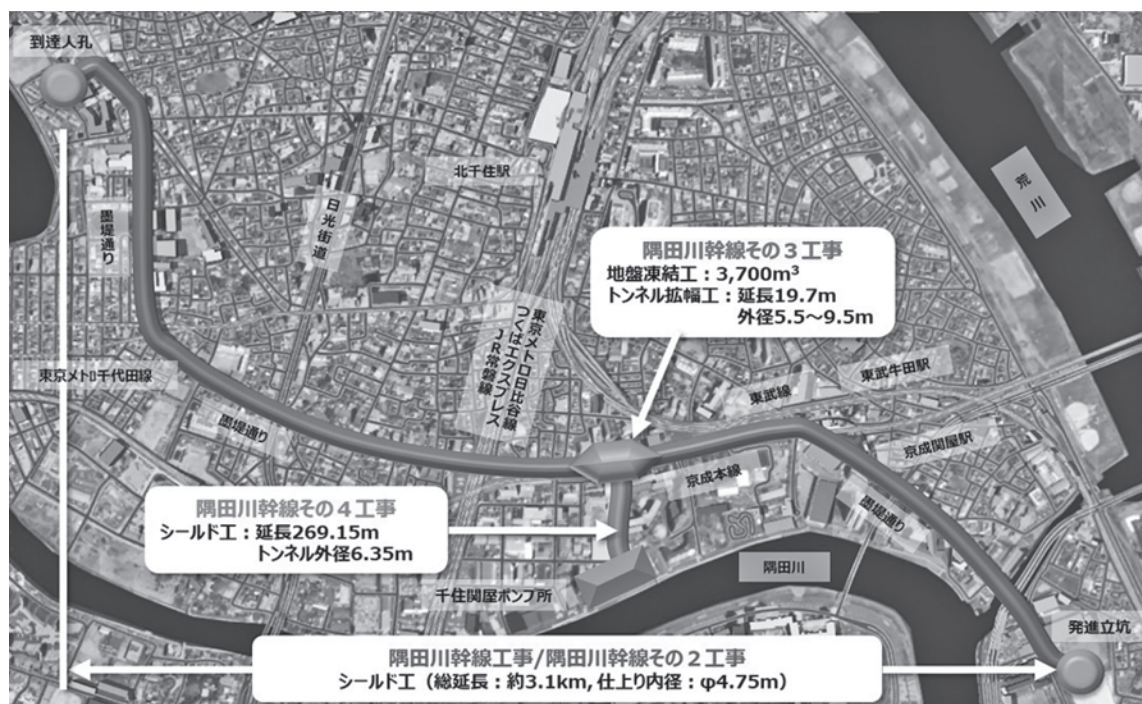 到達人孔
北千住駅
荒川
日光街道
墨堤通り
隅田川幹線その３工事
地盤凍結工：3,700m³
トンネル拡幅工：延長19.7m
外径5.5～9.5m
東京メトロ日比谷線
つくばエクスプレス
ＪＲ常磐線
東京メトロ千代田線
東武線
東武牛田駅
墨堤通り
京成本線
京成関屋駅
隅田川幹線その４工事
シールド工：延長269.15m
トンネル外径6.35m
墨堤通り
千住関屋ポンプ所
隅田川
発進立坑
隅田川幹線工事/隅田川幹線その２工事
シールド工（総延長：約3.1km, 仕上り内径：φ4.75m）